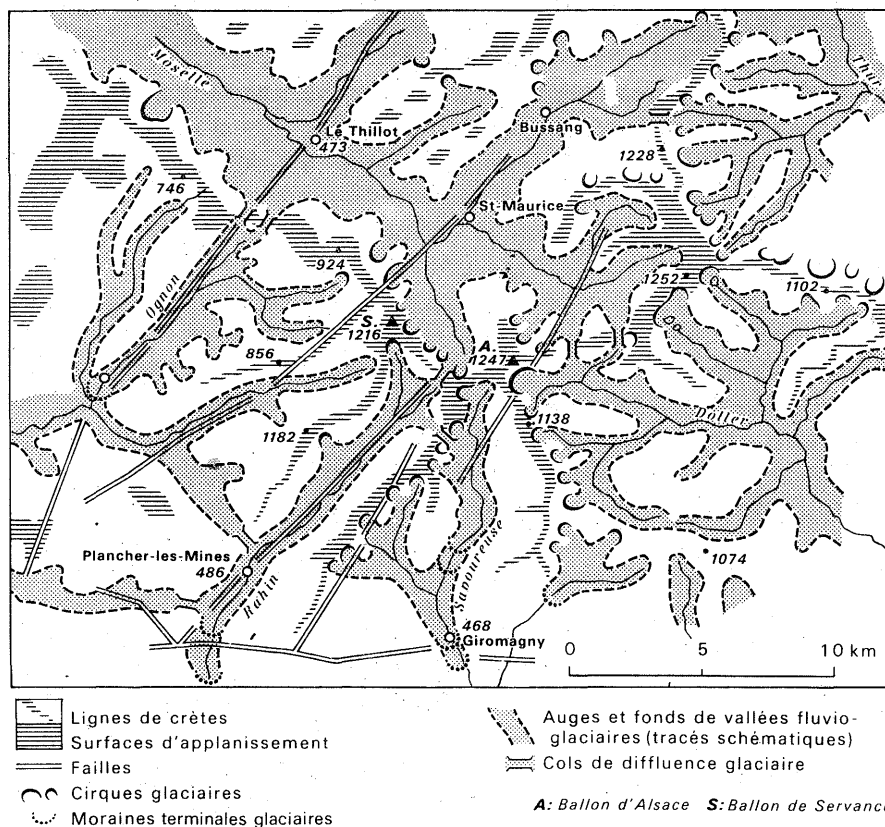 Moselle
Thur
Le Thillot
473
Bussang
1228
746
St-Maurice
924
1252
1102
Ognon
S.
1216
A.
1247
856
Doller
1138
1182
Savoureuse
Plancher-les-Mines
486
1074
Rahin
468
Giromagny
0 5 10 km
Lignes de crètes
Surfaces d'applanissement
Failles
Cirques glaciaires
Moraines terminales glaciaires
Auges et fonds de vallées fluvio-
glaciaires (tracés schématiques)
Cols de diffluence glaciaire
A: Ballon d'Alsace S: Ballon de Servance